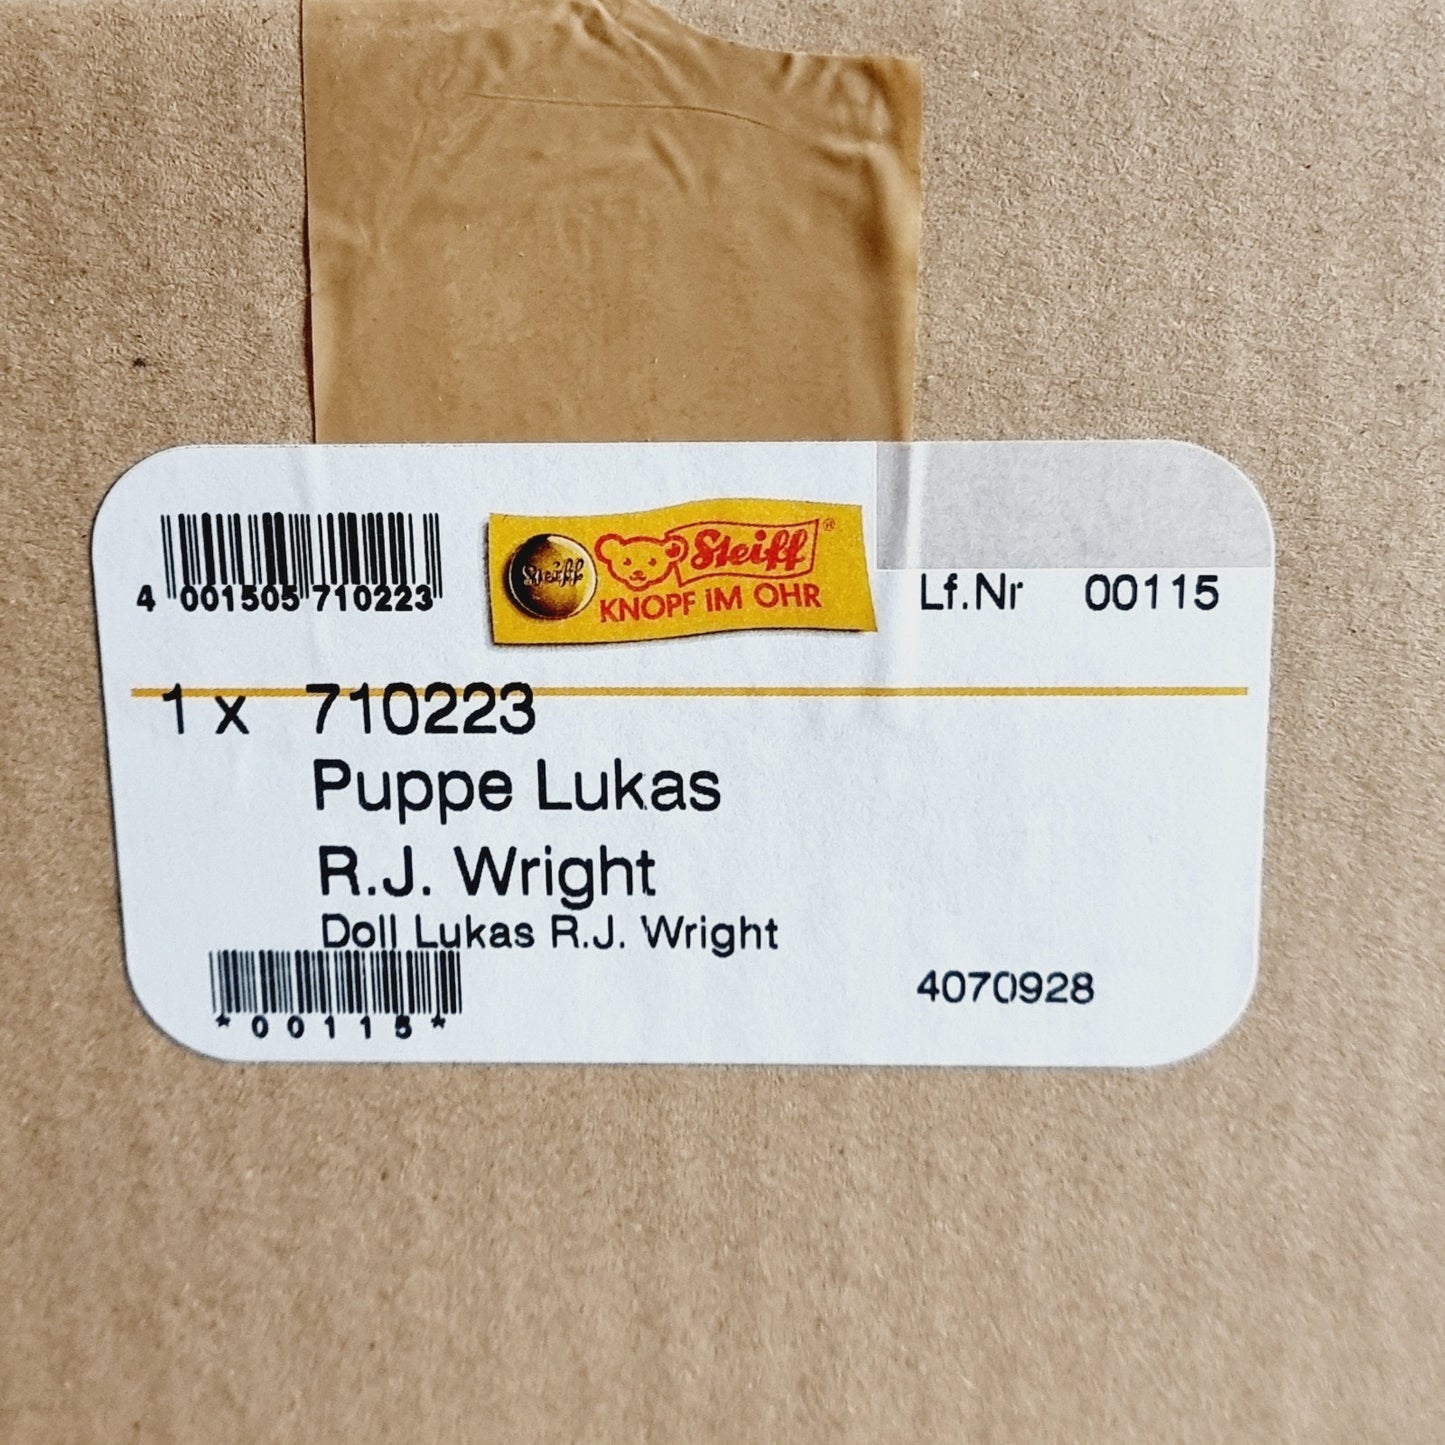 4 001505 710223
Steiff
Steiff ®
KNOPF IM OHR
Lf.Nr 00115
1 x 710223
Puppe Lukas
R.J. Wright
Doll Lukas R.J. Wright
*00115*
4070928